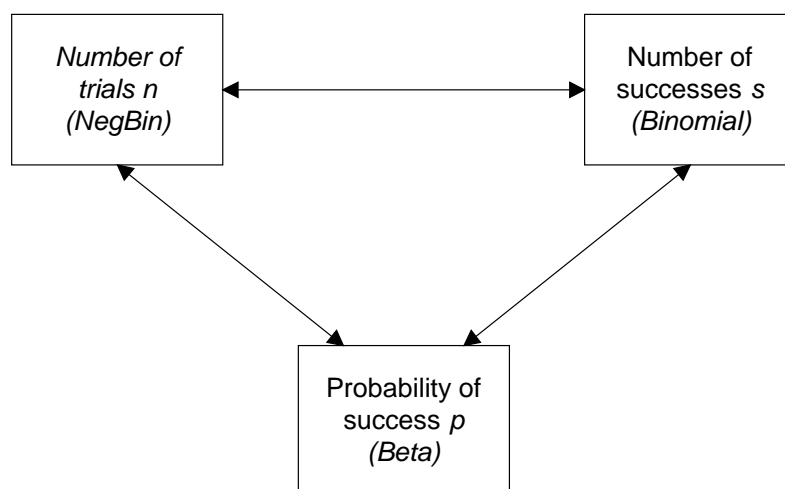 Number of
trials n
(NegBin)
Number of
successes s
(Binomial)
Probability of
success p
(Beta)